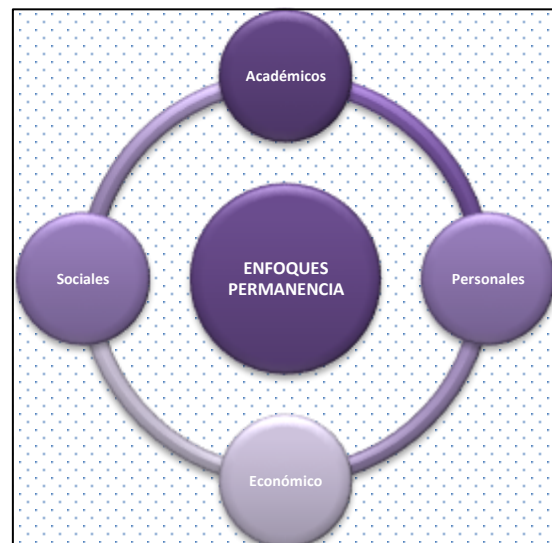 Académicos
Sociales
ENFOQUES
PERMANENCIA
Personales
Económico